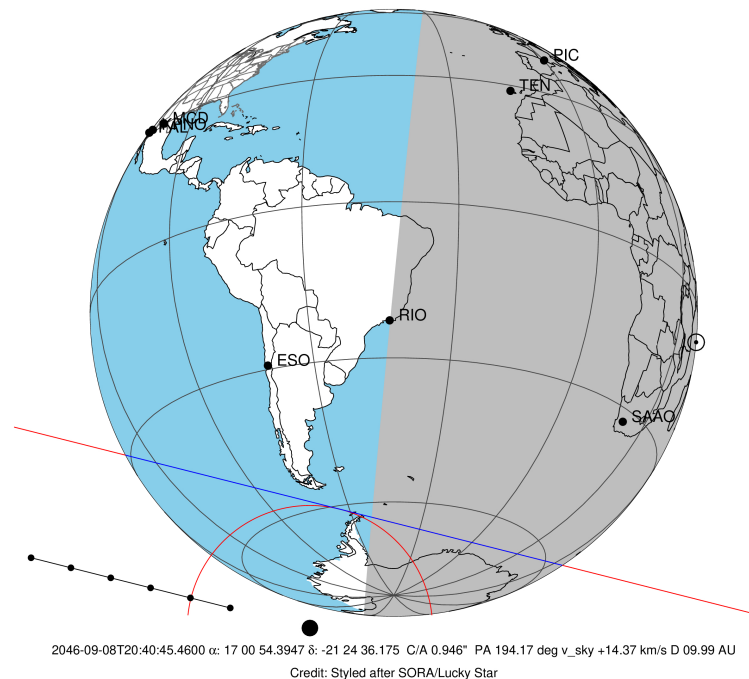 PIC
TEN
MCD
RIO
ESO
SAAO
2046-09-08T20:40:45.4600 α: 17 00 54.3947 δ: -21 24 36.175 C/A 0.946" PA 194.17 deg v_sky +14.37 km/s D 09.99 AU
Credit: Styled after SORA/Lucky Star